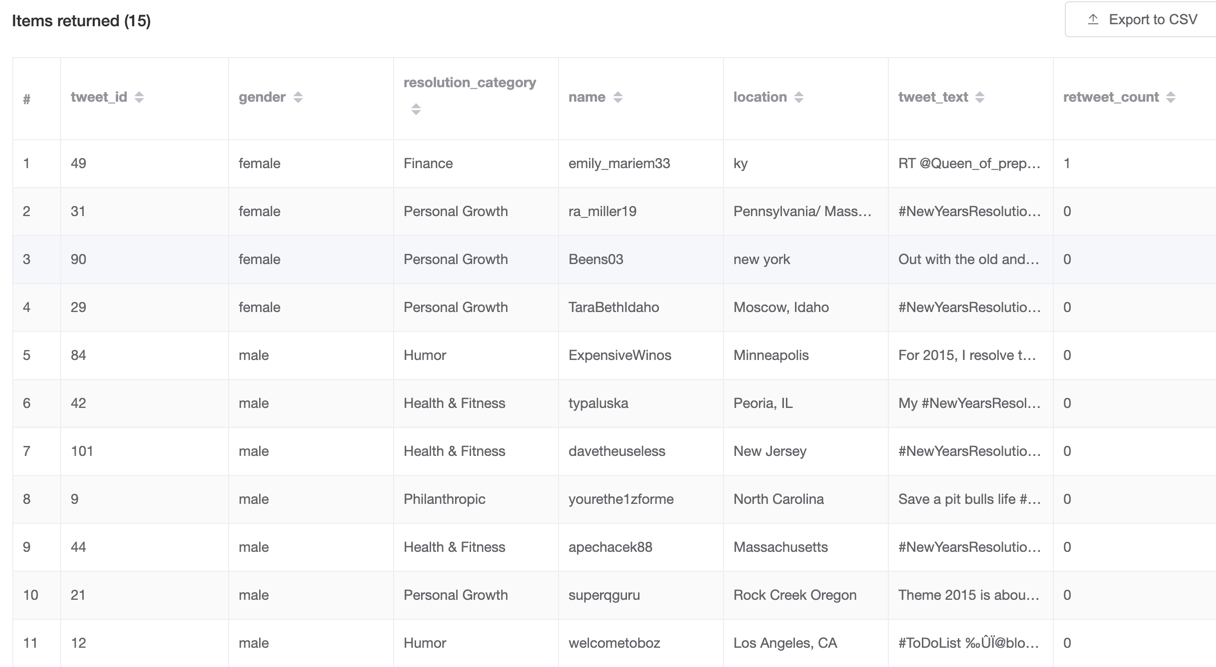 Items returned (15)
Export to CSV
# tweet_id gender resolution_category name location tweet_text retweet_count
1 49 female Finance emily_mariem33 ky RT @Queen_of_prep... 1
2 31 female Personal Growth ra_miller19 Pennsylvania/ Mass... #NewYearsResolutio... 0
3 90 female Personal Growth Beens03 new york Out with the old and... 0
4 29 female Personal Growth TaraBethIdaho Moscow, Idaho #NewYearsResolutio... 0
5 84 male Humor ExpensiveWinos Minneapolis For 2015, I resolve t... 0
6 42 male Health & Fitness typaluska Peoria, IL My #NewYearsResol... 0
7 101 male Health & Fitness davetheuseless New Jersey #NewYearsResolutio... 0
8 9 male Philanthropic yourethe1zforme North Carolina Save a pit bulls life #... 0
9 44 male Health & Fitness apechacek88 Massachusetts #NewYearsResolutio... 0
10 21 male Personal Growth superqguru Rock Creek Oregon Theme 2015 is abou... 0
11 12 male Humor welcometoboz Los Angeles, CA #ToDoList ‰ÛÏ@blo... 0